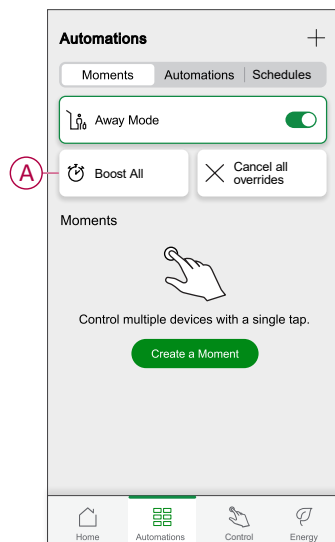 Automations
Moments Automations Schedules
Away Mode
A
Boost All
Cancel all
overrides
Moments
Control multiple devices with a single tap.
Create a Moment
Home Automations Control Energy